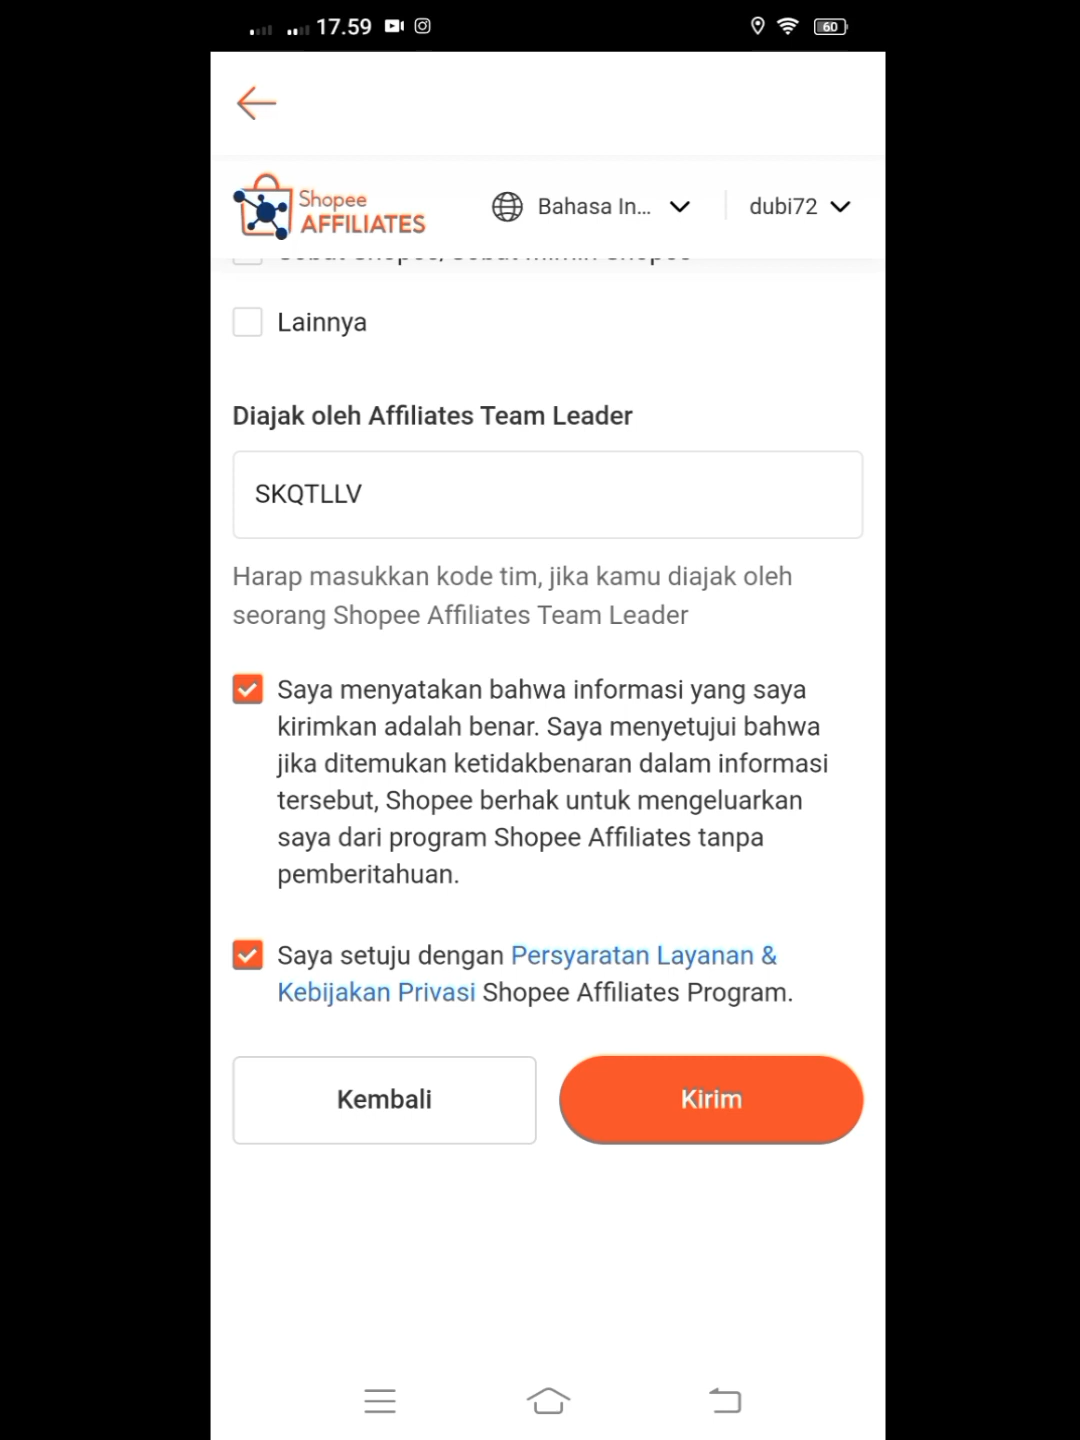 17.59
60
Shopee
AFFILIATES
Bahasa In...
dubi72
Lainnya
Diajak oleh Affiliates Team Leader
SKQTLLV
Harap masukkan kode tim, jika kamu diajak oleh
seorang Shopee Affiliates Team Leader
Saya menyatakan bahwa informasi yang saya
kirimkan adalah benar. Saya menyetujui bahwa
jika ditemukan ketidakbenaran dalam informasi
tersebut, Shopee berhak untuk mengeluarkan
saya dari program Shopee Affiliates tanpa
pemberitahuan.
Saya setuju dengan Persyaratan Layanan &
Kebijakan Privasi Shopee Affiliates Program.
Kembali
Kirim